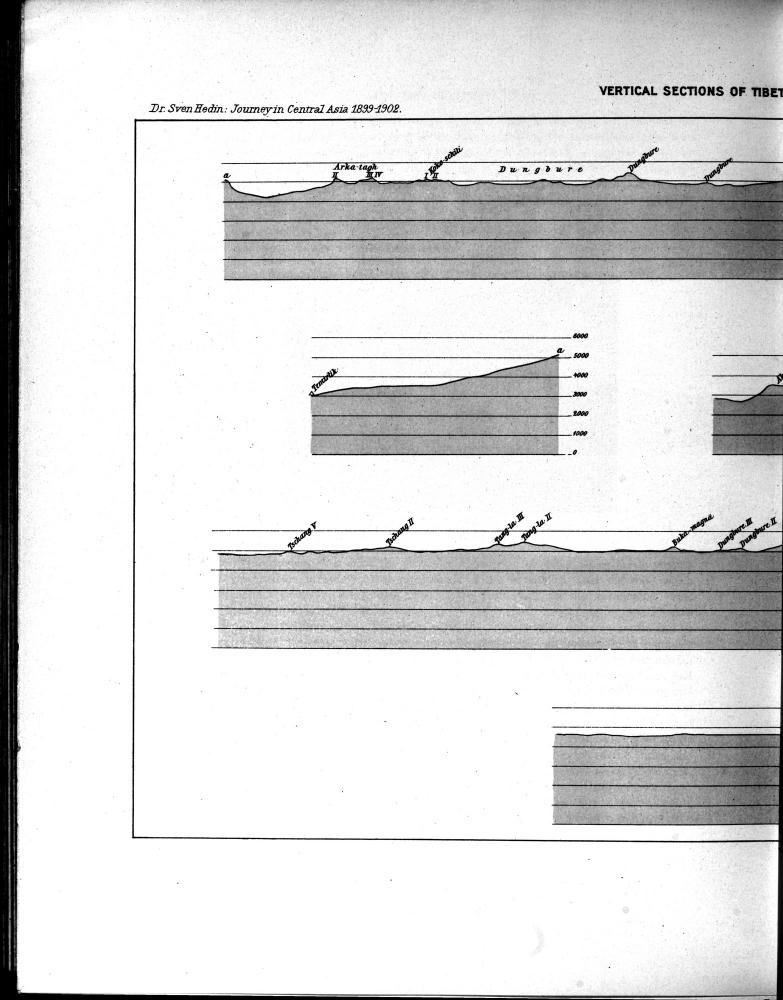 VERTICAL SECTIONS OF TIBET
Dr. Sven Hedin: Journey in Central Asia 1899-1902.
a
Arka-tagh
II III IV
Koko-schili
I II
Dungbure
Dungbure
Dungbure
Temirlik
a
6000
5000
4000
3000
2000
1000
0
Tschang V
Tschang II
Tang-la III
Tang-la II
Buka-magna
Dungbure III
Dungbure II